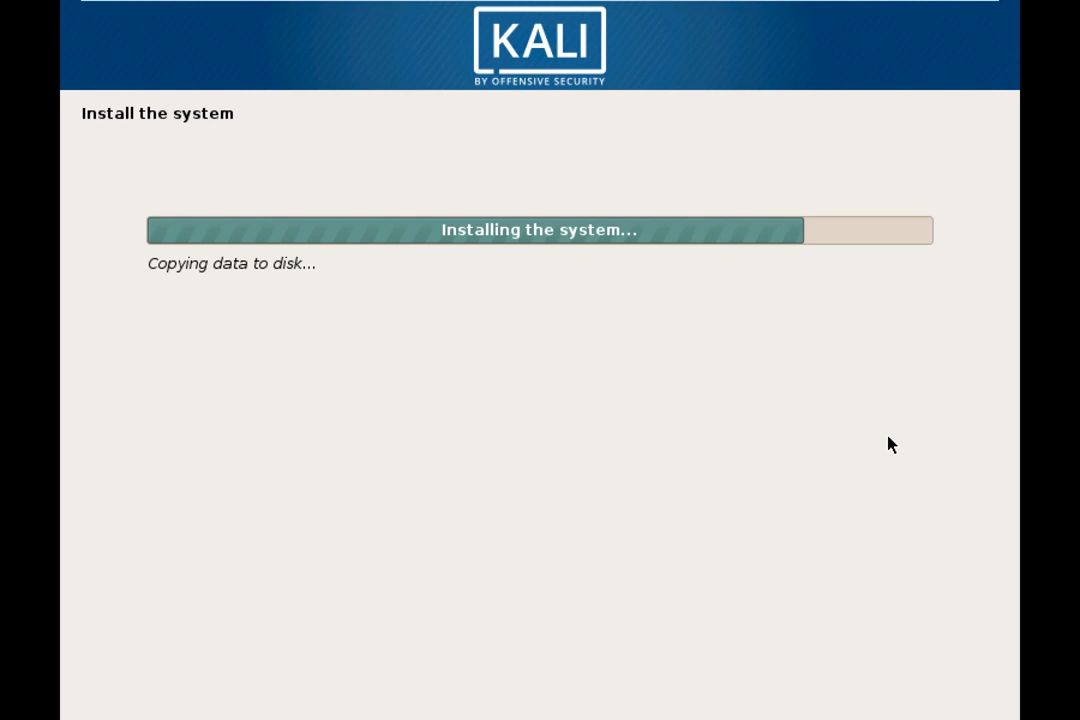 KALI
BY OFFENSIVE SECURITY
Install the system
Installing the system...
Copying data to disk...